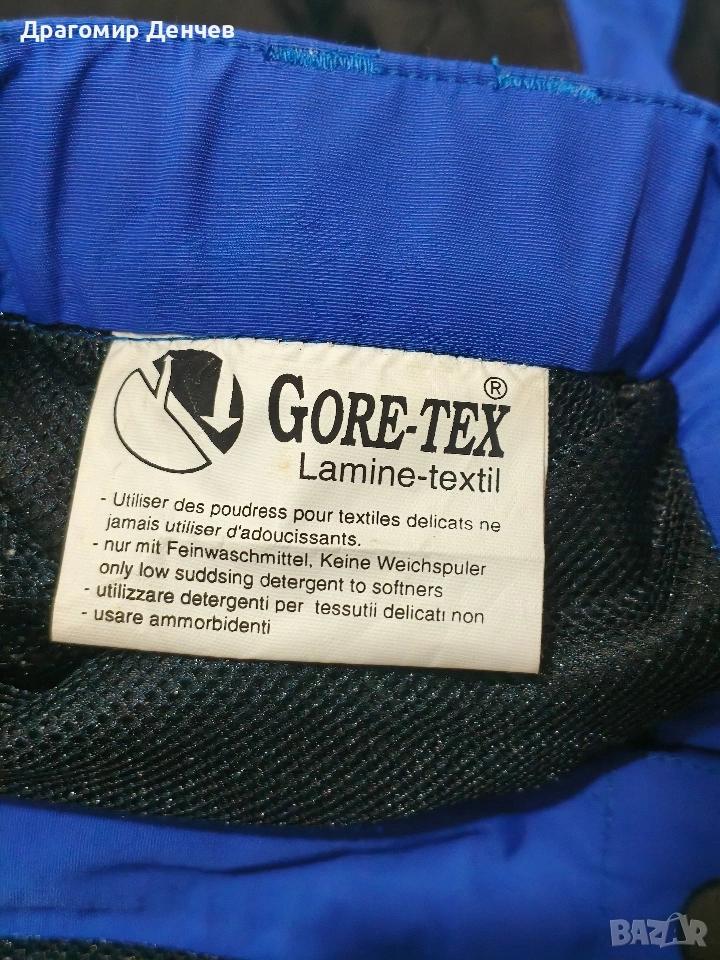 Драгомир Денчев
GORE-TEX®
Lamine-textil
- Utiliser des poudress pour textiles delicats ne
jamais utiliser d'adoucissants.
- nur mit Feinwaschmittel, Keine Weichspuler
only low suddsing detergent to softners
- utilizzare detergenti per tessutii delicati non
- usare ammorbidenti
BAZAR